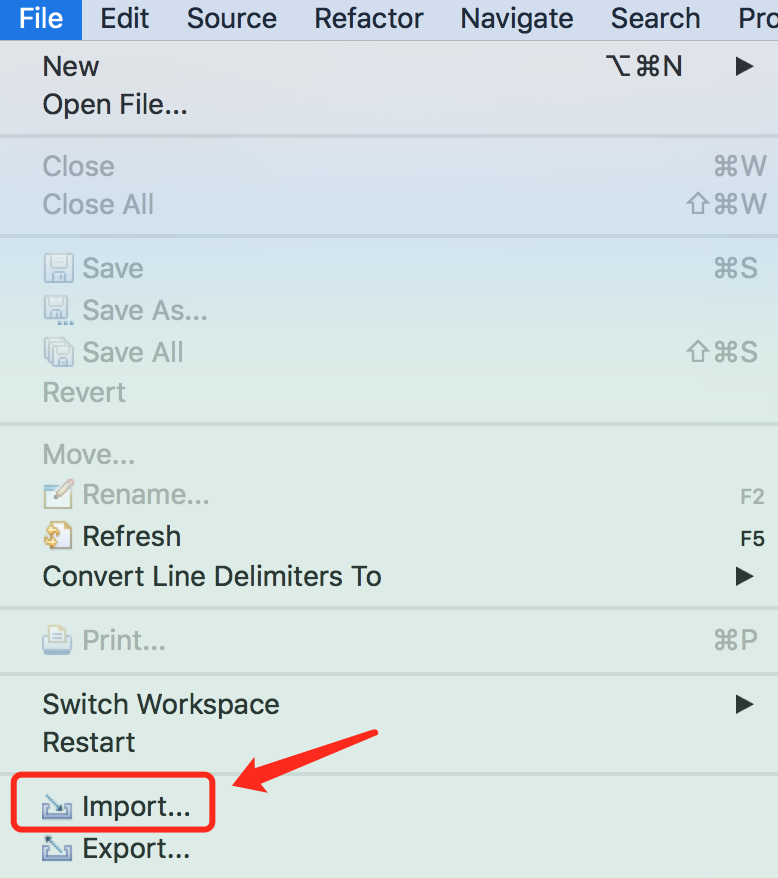 File Edit Source Refactor Navigate Search Pro
New ⌥⌘N ▶
Open File...
Close ⌘W
Close All ⇧⌘W
Save ⌘S
Save As...
Save All ⇧⌘S
Revert
Move...
Rename... F2
Refresh F5
Convert Line Delimiters To ▶
Print... ⌘P
Switch Workspace ▶
Restart
Import...
Export...